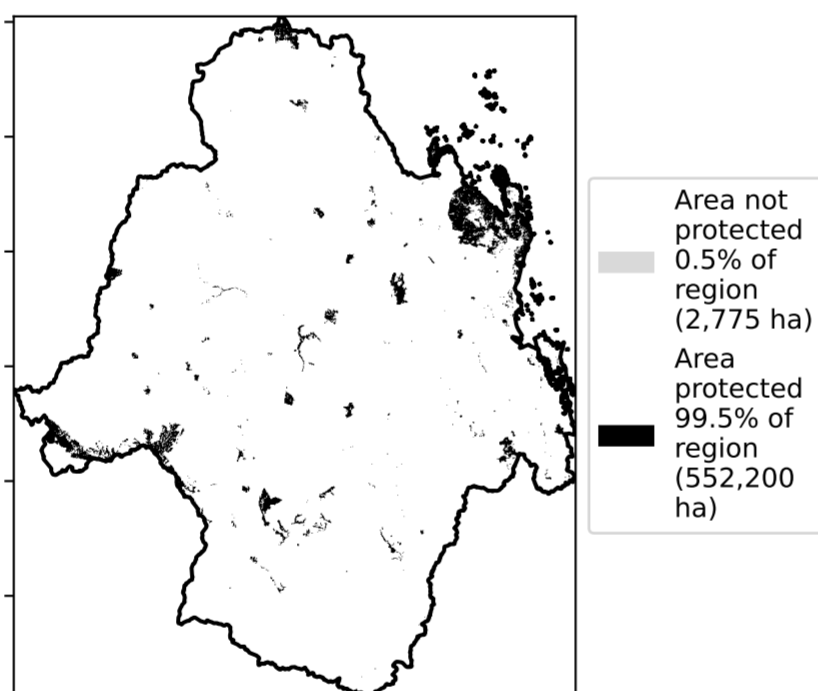 Area not
protected
0.5% of
region
(2,775 ha)
Area
protected
99.5% of
region
(552,200
ha)